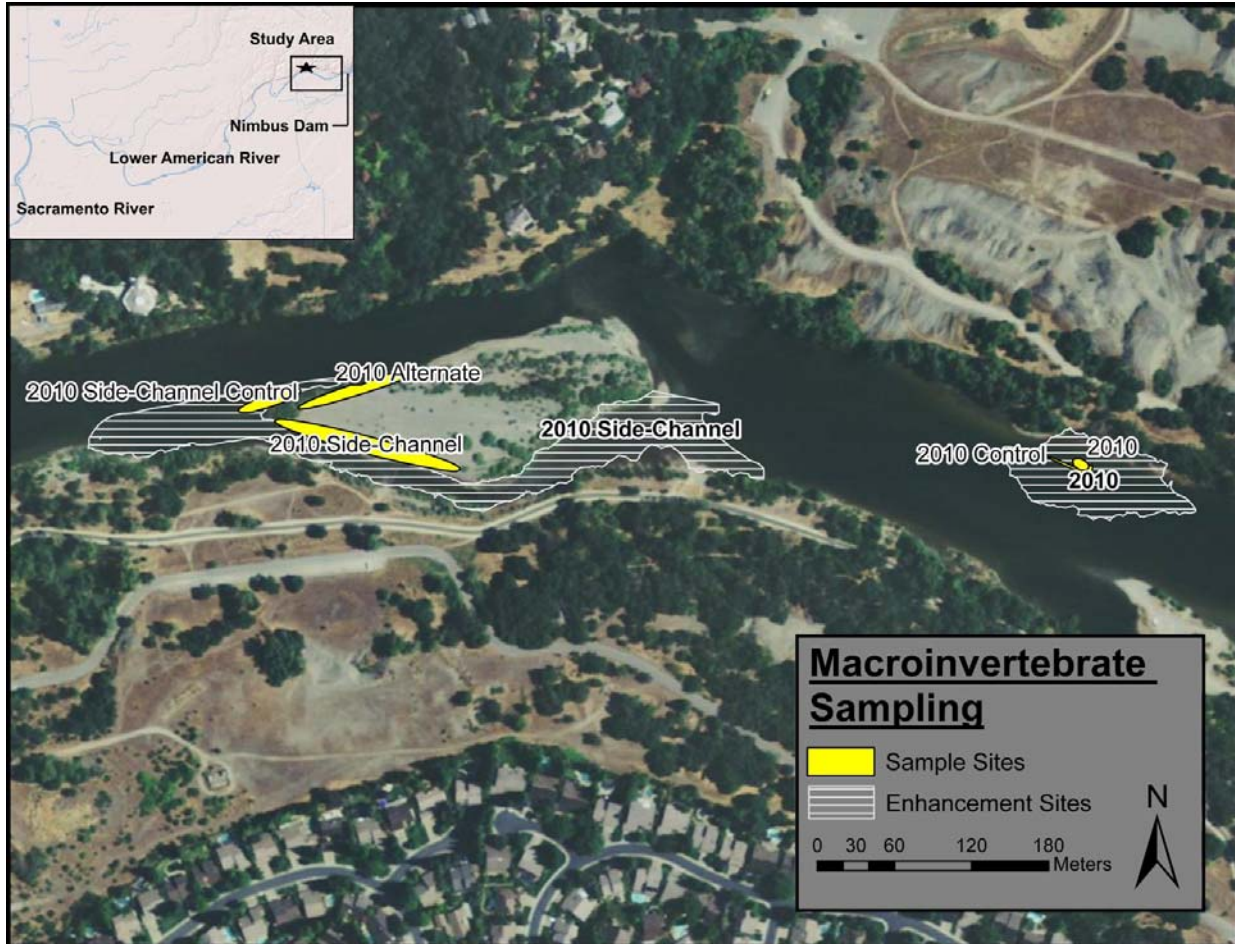 Study Area
Nimbus Dam
Lower American River
Sacramento River
2010 Alternate
2010 Side-Channel Control
2010 Side-Channel
2010 Side-Channel
2010 Control
2010
2010
Macroinvertebrate
Sampling
Sample Sites
Enhancement Sites
N
0 30 60 120 180
Meters